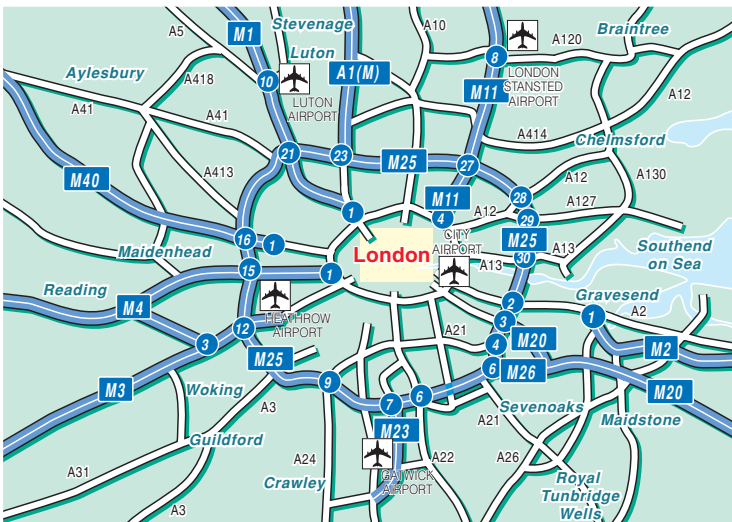 Stevenage
A5
M1
A10
A120
Braintree
Luton
8
Aylesbury
A418
10
A1(M)
LONDON
STANSTED
AIRPORT
M11
A12
LUTON
AIRPORT
A41
A41
A414
Chelmsford
21
23
M25
27
A413
M40
A12
A130
28
M11
A127
1
4
A12
29
16
1
CITY
AIRPORT
M25
A13
Southend
on Sea
Maidenhead
London
30
A13
15
1
Reading
M4
HEATHROW
AIRPORT
2
Gravesend
A2
3
1
12
A21
M20
3
4
M2
M25
6
M26
M3
Woking
9
7
6
M20
A3
Sevenoaks
Maidstone
A21
M23
Guildford
A31
A24
A22
A26
GATWICK
AIRPORT
Crawley
Royal
Tunbridge
Wells
A3